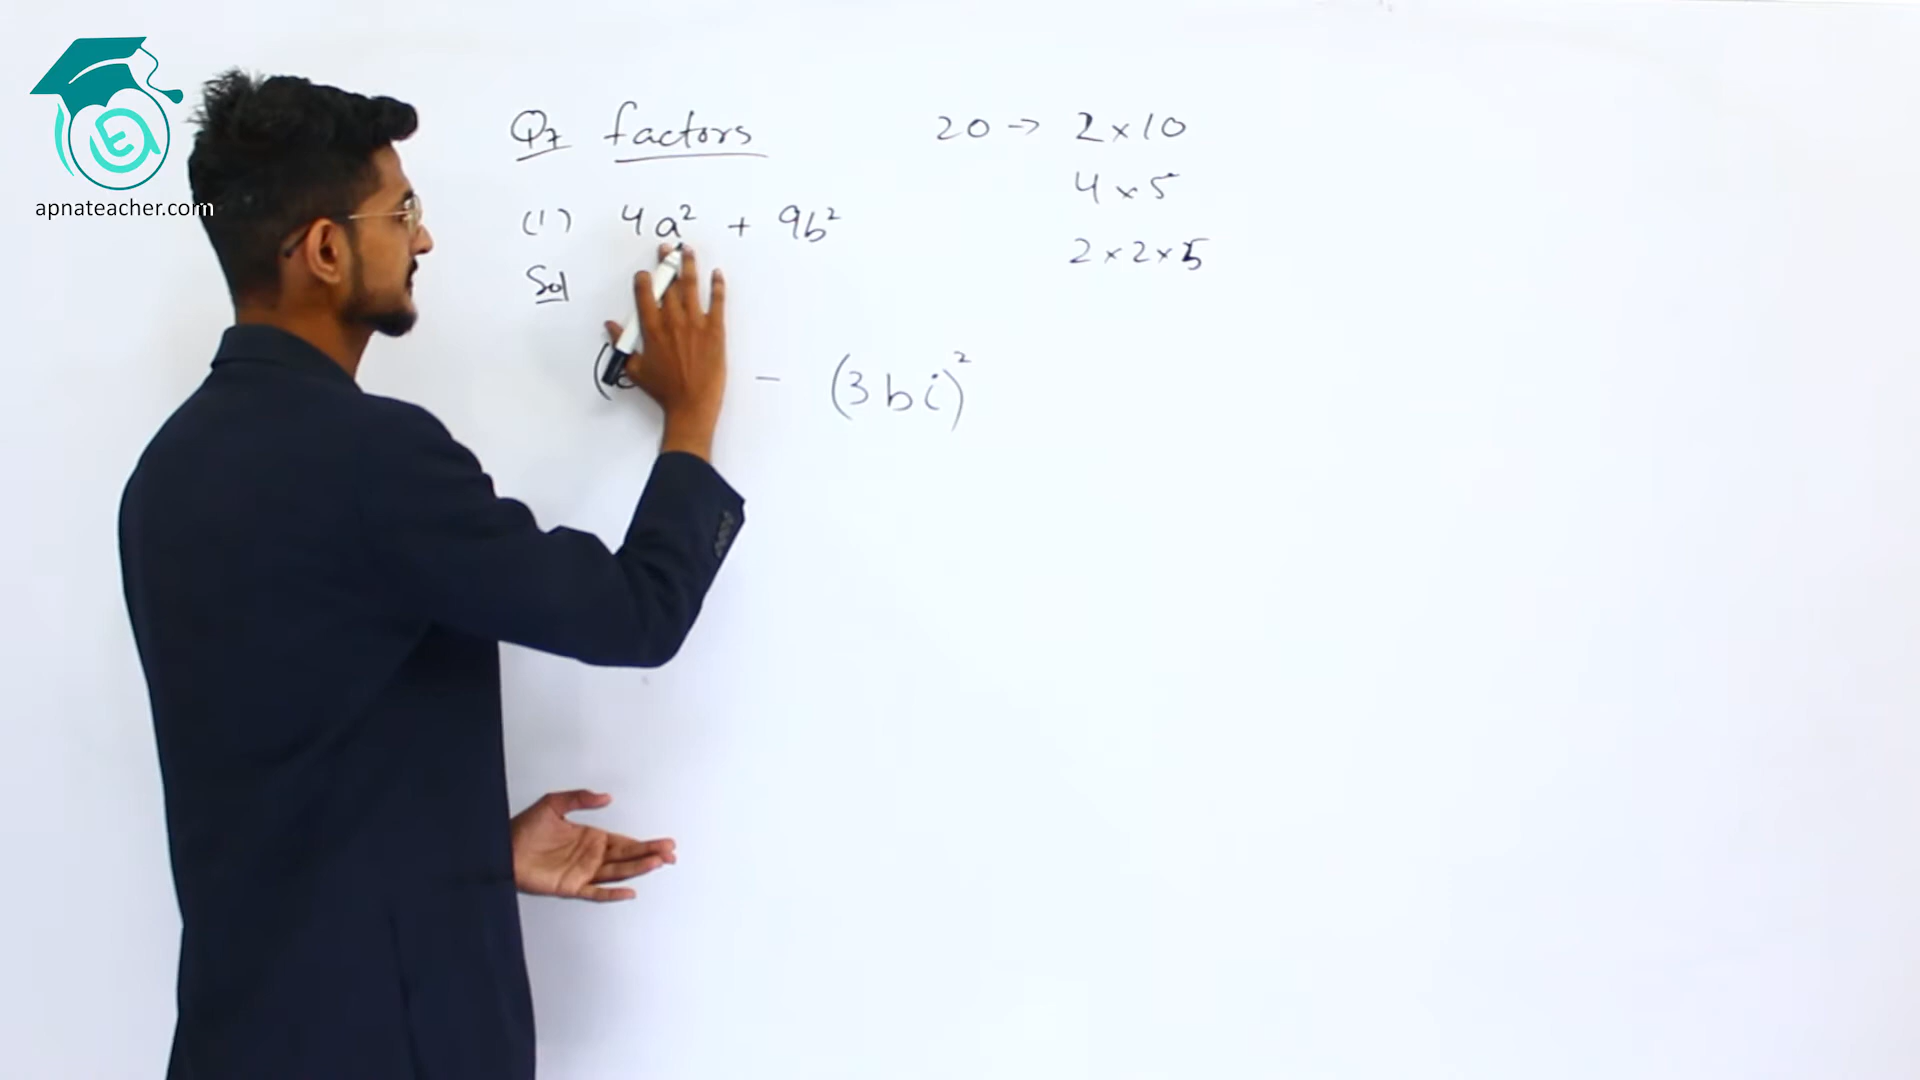 apnateacher.com
Q7 factors
(1) 4a² + 9b²
Sol
( - (3bi)²
20 → 2 × 10
4 × 5
2 × 2 × 5